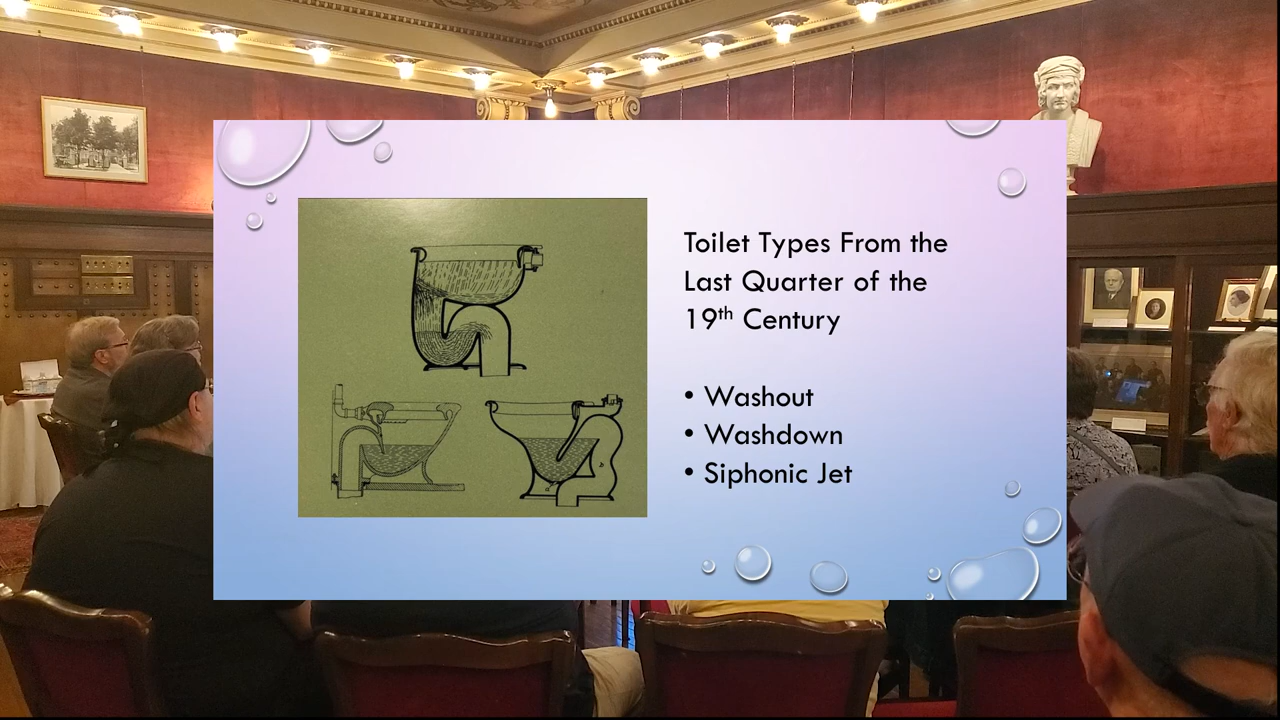 Toilet Types From the
Last Quarter of the
19th Century
• Washout
• Washdown
• Siphonic Jet